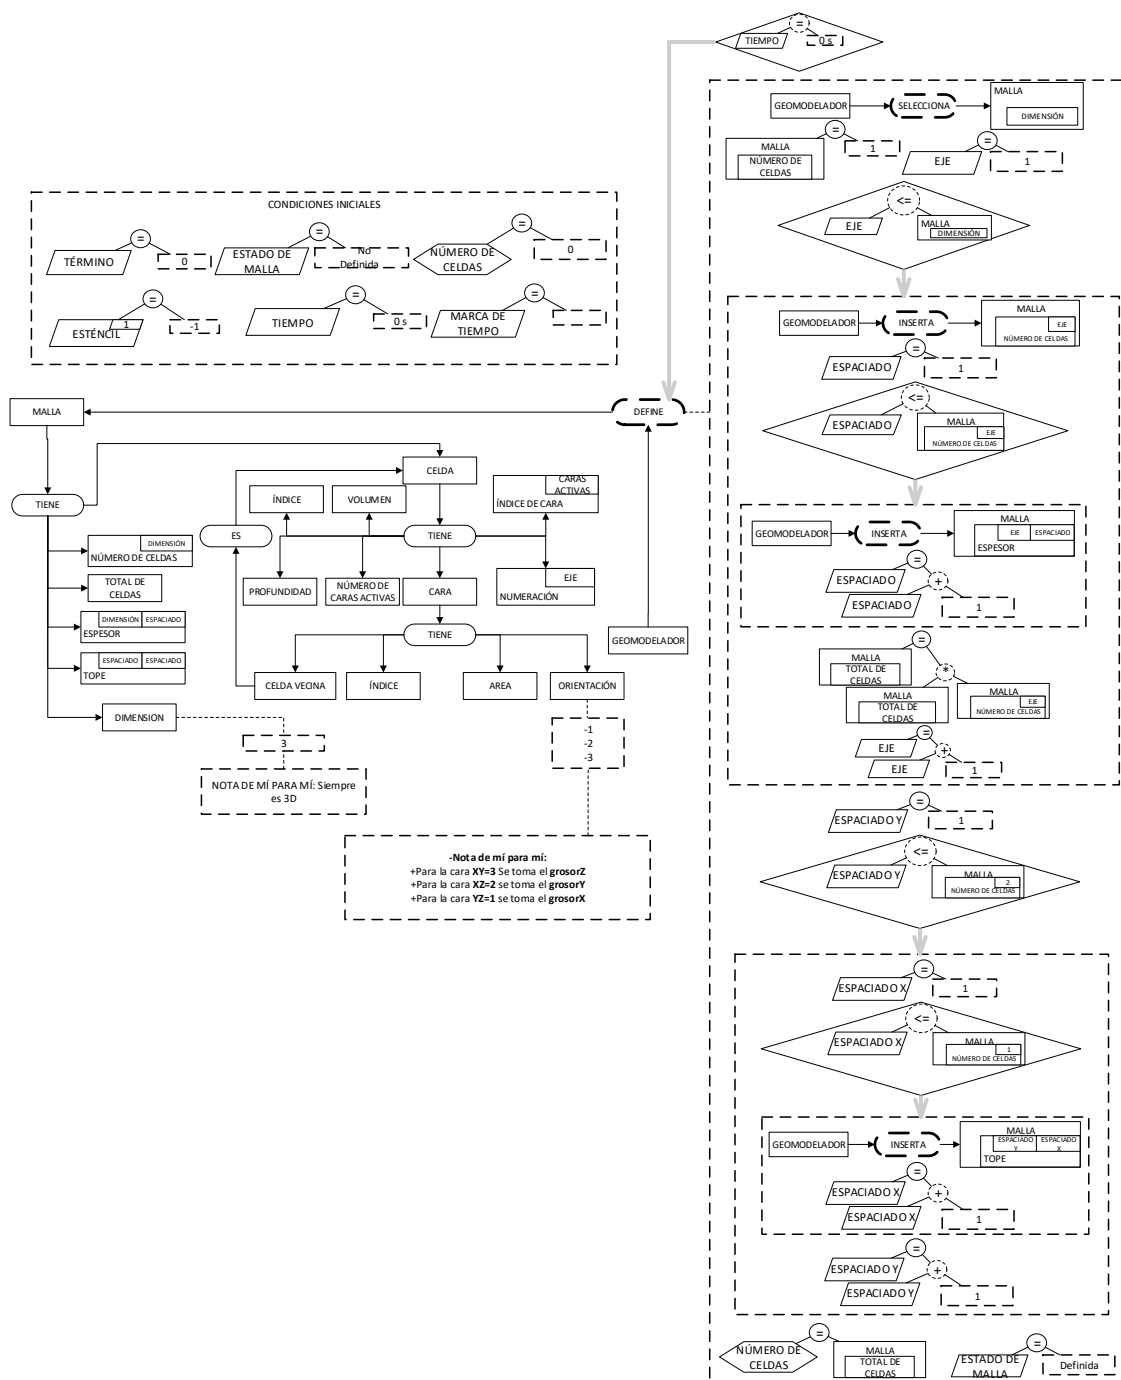 =
TIEMPO
0 s
GEOMODELADOR
SELECCIONA
MALLA
DIMENSIÓN
=
MALLA
NÚMERO DE
CELDAS
1
=
EJE
1
<=
EJE
MALLA
DIMENSIÓN
CONDICIONES INICIALES
=
TÉRMINO
0
=
ESTADO DE
MALLA
No
Definida
=
NÚMERO DE
CELDAS
0
=
1
ESTÉNCIL
-1
=
TIEMPO
0 s
=
MARCA DE
TIEMPO
GEOMODELADOR
INSERTA
MALLA
EJE
NÚMERO DE CELDAS
=
ESPACIADO
1
<=
ESPACIADO
MALLA
EJE
NÚMERO DE CELDAS
MALLA
DEFINE
CELDA
TIENE
ÍNDICE
VOLUMEN
CARAS
ACTIVAS
ÍNDICE DE CARA
ES
TIENE
DIMENSIÓN
NÚMERO DE CELDAS
TOTAL DE
CELDAS
PROFUNDIDAD
NÚMERO DE
CARAS ACTIVAS
CARA
EJE
NUMERACIÓN
DIMENSIÓN
ESPACIADO
ESPESOR
TIENE
GEOMODELADOR
ESPACIADO
ESPACIADO
TOPE
CELDA VECINA
ÍNDICE
AREA
ORIENTACIÓN
DIMENSION
3
-1
-2
-3
NOTA DE MÍ PARA MÍ: Siempre
es 3D
-Nota de mí para mí:
+Para la cara XY=3 Se toma el grosorZ
+Para la cara XZ=2 se toma el grosorY
+Para la cara YZ=1 se toma el grosorX
GEOMODELADOR
INSERTA
MALLA
EJE
ESPACIADO
ESPESOR
=
ESPACIADO
+
ESPACIADO
1
=
MALLA
TOTAL DE
CELDAS
*
MALLA
TOTAL DE
CELDAS
MALLA
EJE
NÚMERO DE CELDAS
=
EJE
+
EJE
1
=
ESPACIADO Y
1
<=
ESPACIADO Y
MALLA
2
NÚMERO DE CELDAS
=
ESPACIADO X
1
<=
ESPACIADO X
MALLA
1
NÚMERO DE CELDAS
GEOMODELADOR
INSERTA
MALLA
ESPACIADO
Y
ESPACIADO
X
TOPE
=
ESPACIADO X
+
ESPACIADO X
1
=
ESPACIADO Y
+
ESPACIADO Y
1
=
NÚMERO DE
CELDAS
MALLA
TOTAL DE
CELDAS
=
ESTADO DE
MALLA
Definida